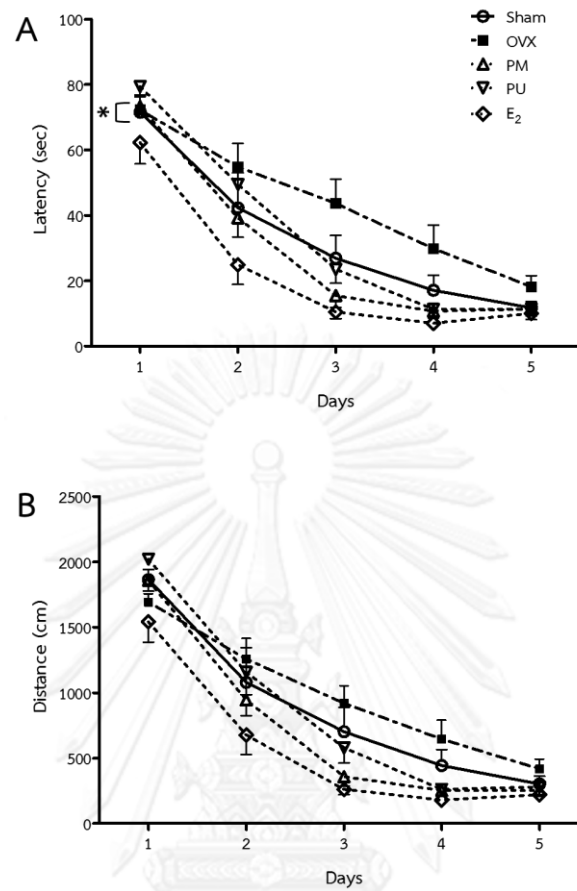 A
Latency (sec)
100
80
60
40
20
0
*
1 2 3 4 5
Days
Sham
OVX
PM
PU
E₂
B
Distance (cm)
2500
2000
1500
1000
500
0
1 2 3 4 5
Days